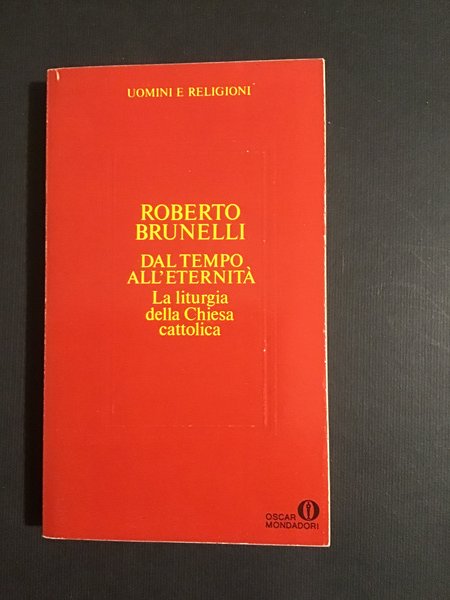 UOMINI E RELIGIONI
ROBERTO
BRUNELLI
DAL TEMPO
ALL'ETERNITÀ
La liturgia
della Chiesa
cattolica
OSCAR
MONDADORI